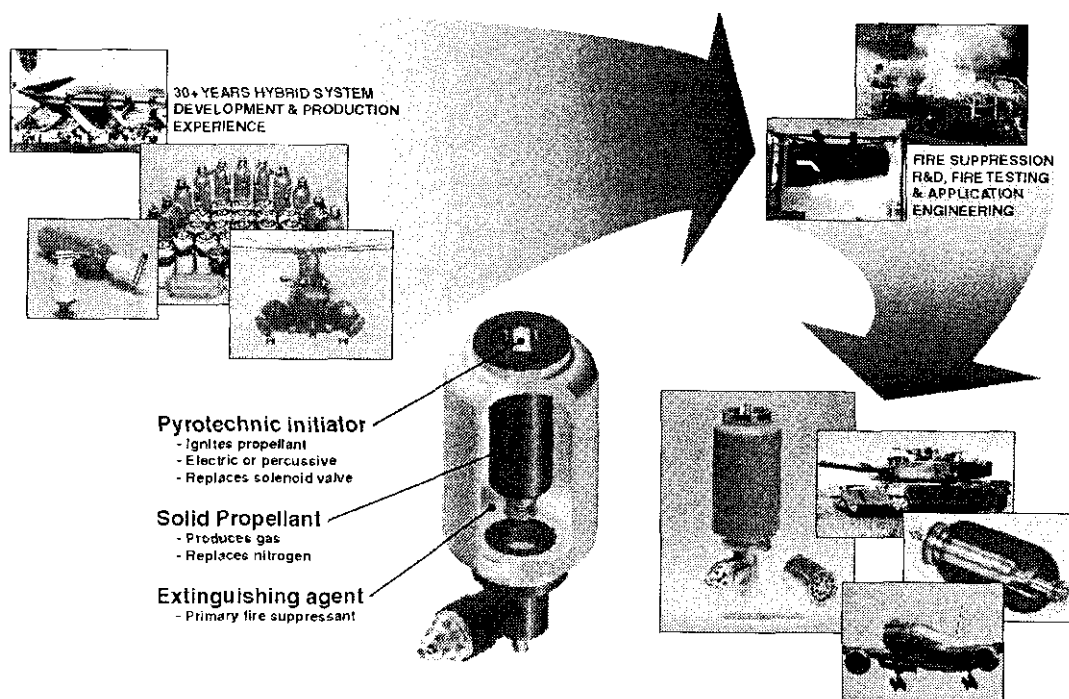 30+ YEARS HYBRID SYSTEM
DEVELOPMENT & PRODUCTION
EXPERIENCE
FIRE SUPPRESSION
R&D, FIRE TESTING
& APPLICATION
ENGINEERING
Pyrotechnic initiator
- Ignites propellant
- Electric or percussive
- Replaces solenoid valve
Solid Propellant
- Produces gas
- Replaces nitrogen
Extinguishing agent
- Primary fire suppressant